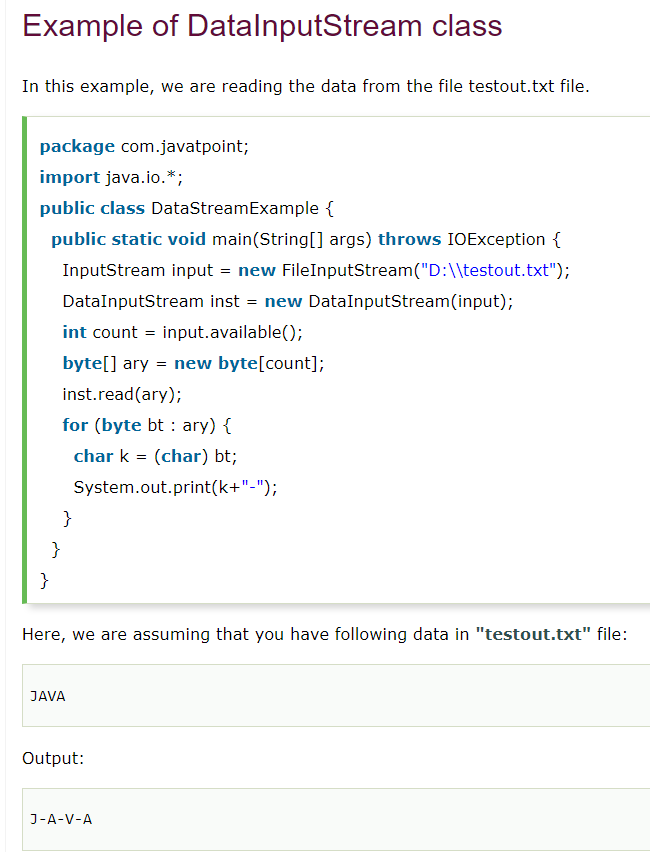 Example of DataInputStream class
In this example, we are reading the data from the file testout.txt file.
package com.javatpoint;
import java.io.*;
public class DataStreamExample {
public static void main(String[] args) throws IOException {
InputStream input = new FileInputStream("D:\\testout.txt");
DataInputStream inst = new DataInputStream(input);
int count = input.available();
byte[] ary = new byte[count];
inst.read(ary);
for (byte bt : ary) {
char k = (char) bt;
System.out.print(k+"-");
}
}
}
Here, we are assuming that you have following data in "testout.txt" file:
JAVA
Output:
J-A-V-A